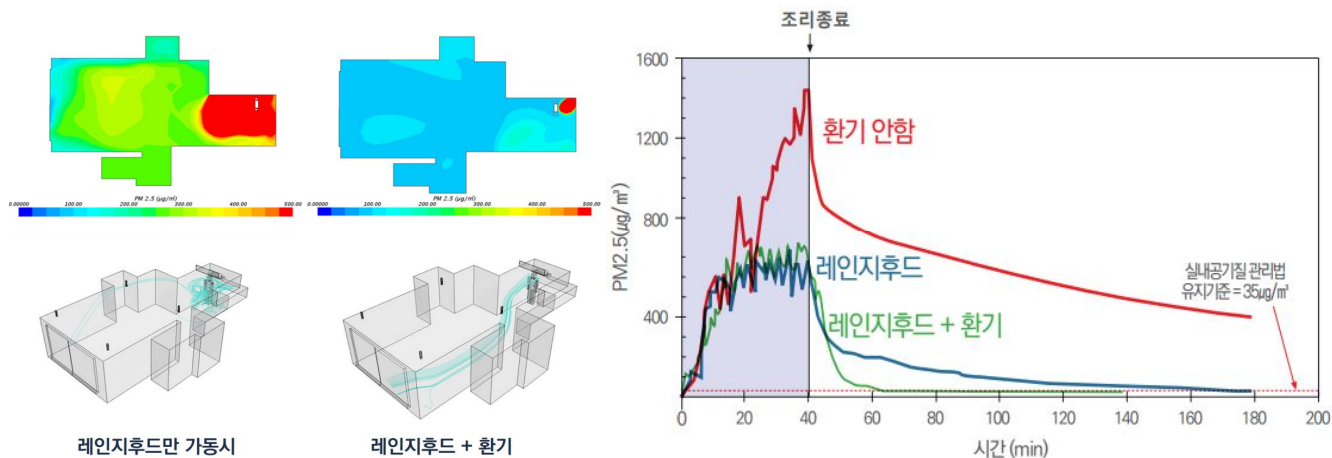 0.00000 100.00 200.00 PM 2.5 (μg/㎥) 300.00 400.00 500.00
0.00000 100.00 200.00 PM 2.5 (μg/㎥) 300.00 400.00 500.00
레인지후드만 가동시
레인지후드 + 환기
조리종료
1600
1200
800
400
PM2.5(μg/㎥)
환기 안함
레인지후드
레인지후드 + 환기
실내공기질 관리법
유지기준 = 35μg/㎥
0 20 40 60 80 100 120 140 160 180 200
시간 (min)